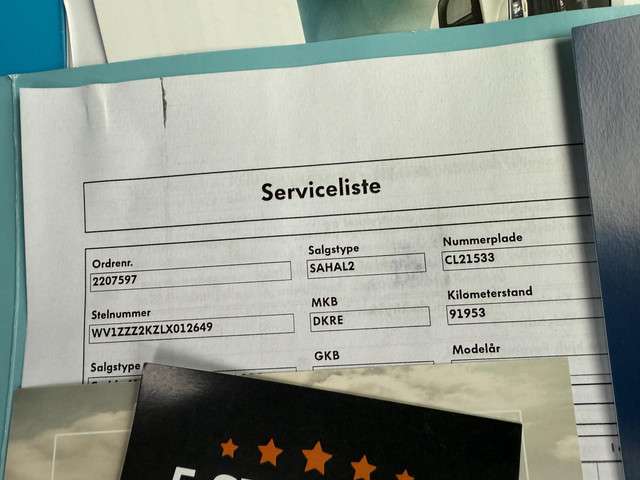 Serviceliste
Ordrenr.
2207597
Salgstype
SAHAL2
Nummerplade
CL21533
Stelnummer
WV1ZZZ2KZLX012649
MKB
DKRE
Kilometerstand
91953
Salgstype
GKB
Modelår